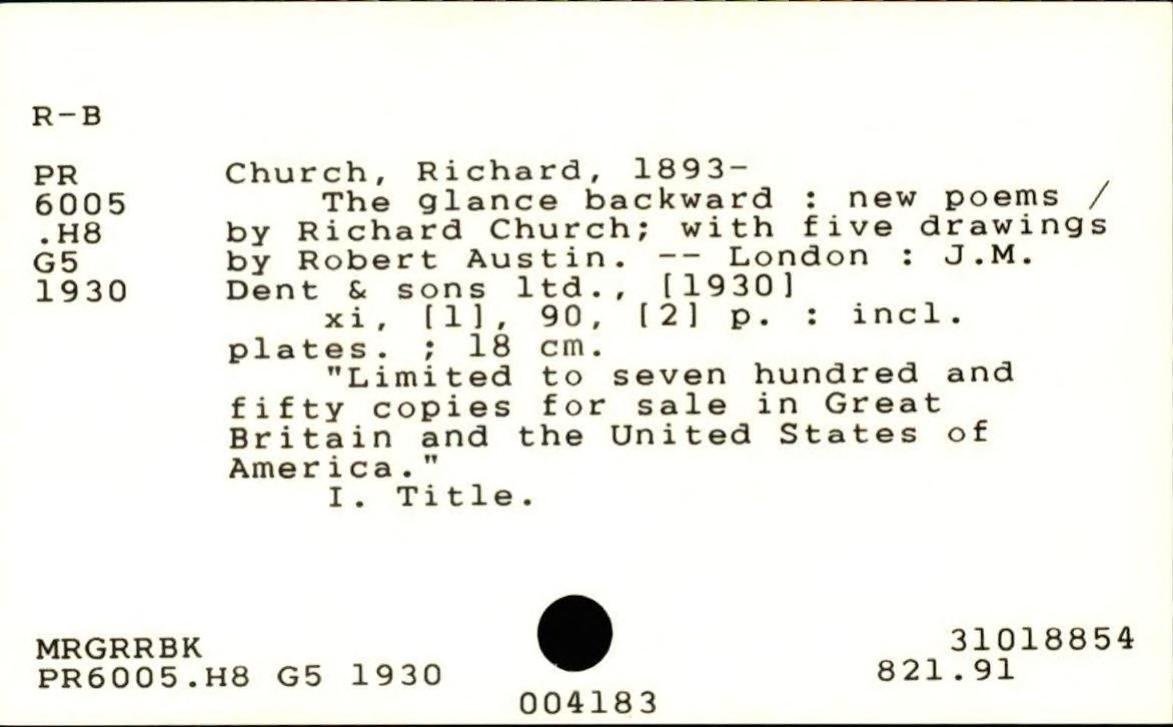 R-B
PR Church, Richard, 1893-
6005 The glance backward : new poems /
.H8 by Richard Church; with five drawings
G5 by Robert Austin. -- London : J.M.
1930 Dent & sons ltd., [1930]
xi, [1], 90, [2] p. : incl.
plates. ; 18 cm.
"Limited to seven hundred and
fifty copies for sale in Great
Britain and the United States of
America."
I. Title.
MRGRRBK 31018854
PR6005.H8 G5 1930 821.91
004183